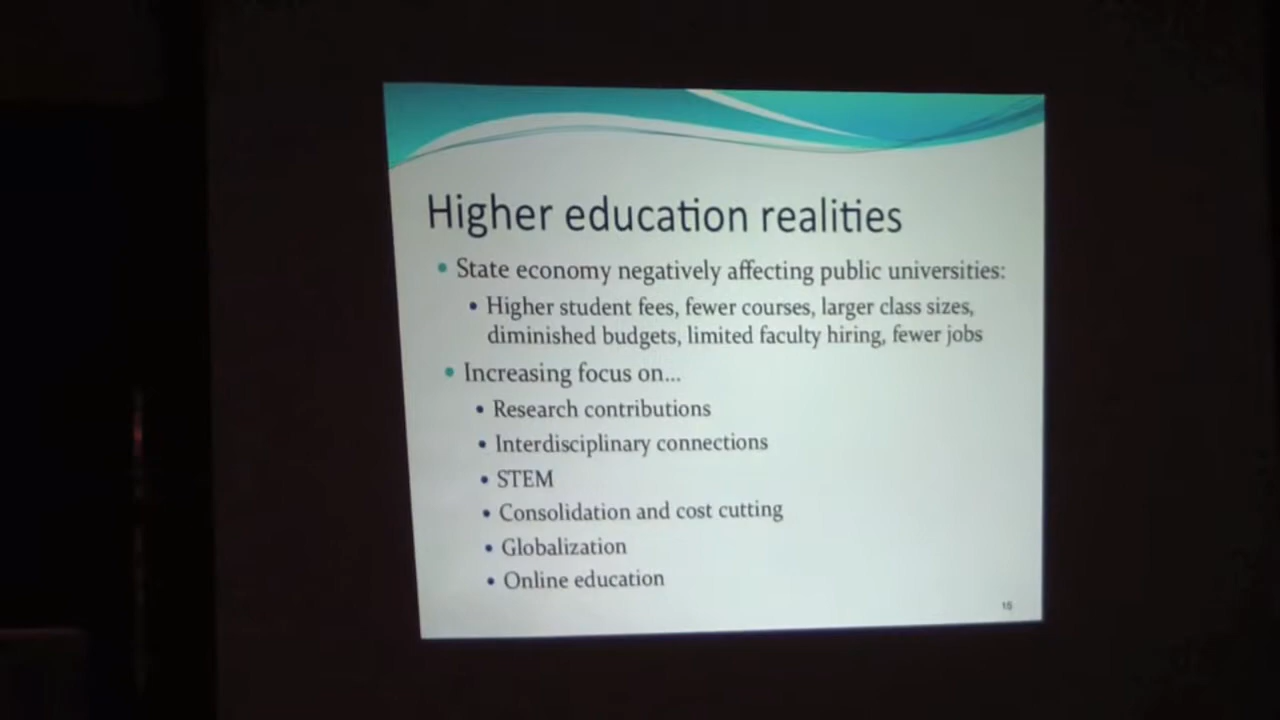 Higher education realities
• State economy negatively affecting public universities:
• Higher student fees, fewer courses, larger class sizes,
diminished budgets, limited faculty hiring, fewer jobs
• Increasing focus on...
• Research contributions
• Interdisciplinary connections
• STEM
• Consolidation and cost cutting
• Globalization
• Online education
15